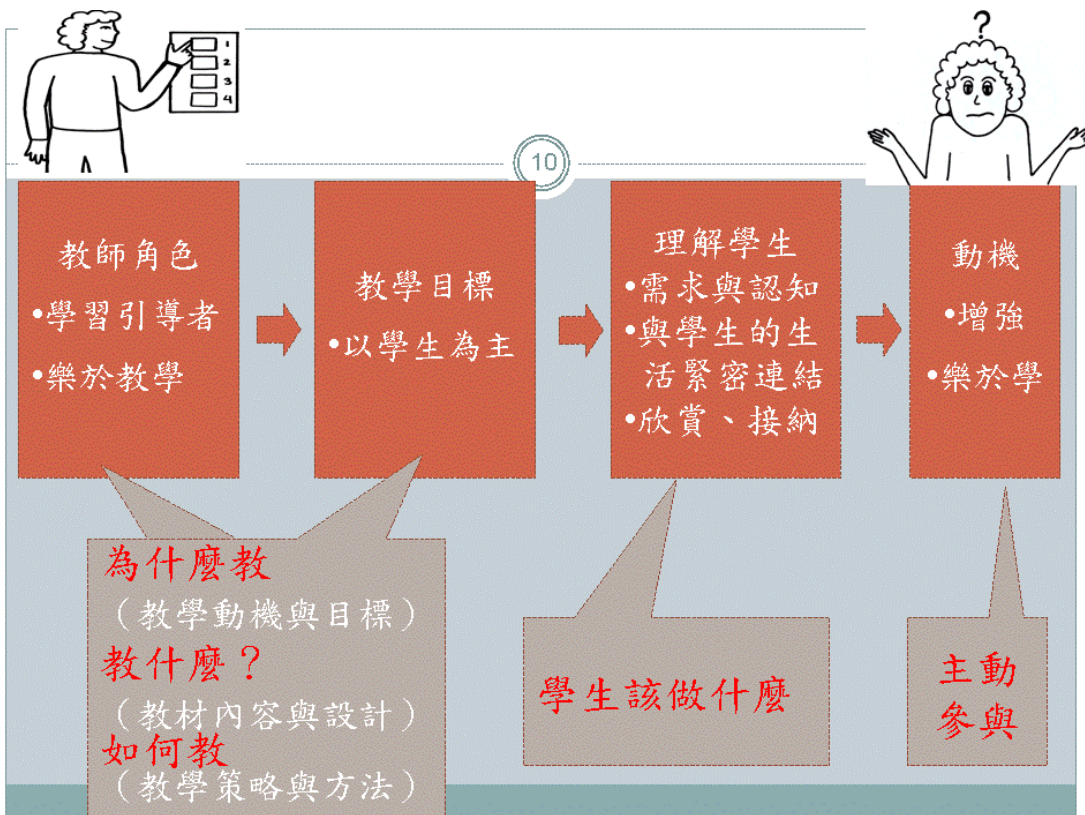 1
2
3
4
?
10
教師角色
•學習引導者
•樂於教學
教學目標
•以學生為主
理解學生
•需求與認知
•與學生的生
活緊密連結
•欣賞、接納
動機
•增強
•樂於學
為什麼教
（教學動機與目標）
教什麼？
（教材內容與設計）
如何教
（教學策略與方法）
學生該做什麼
主動
參與